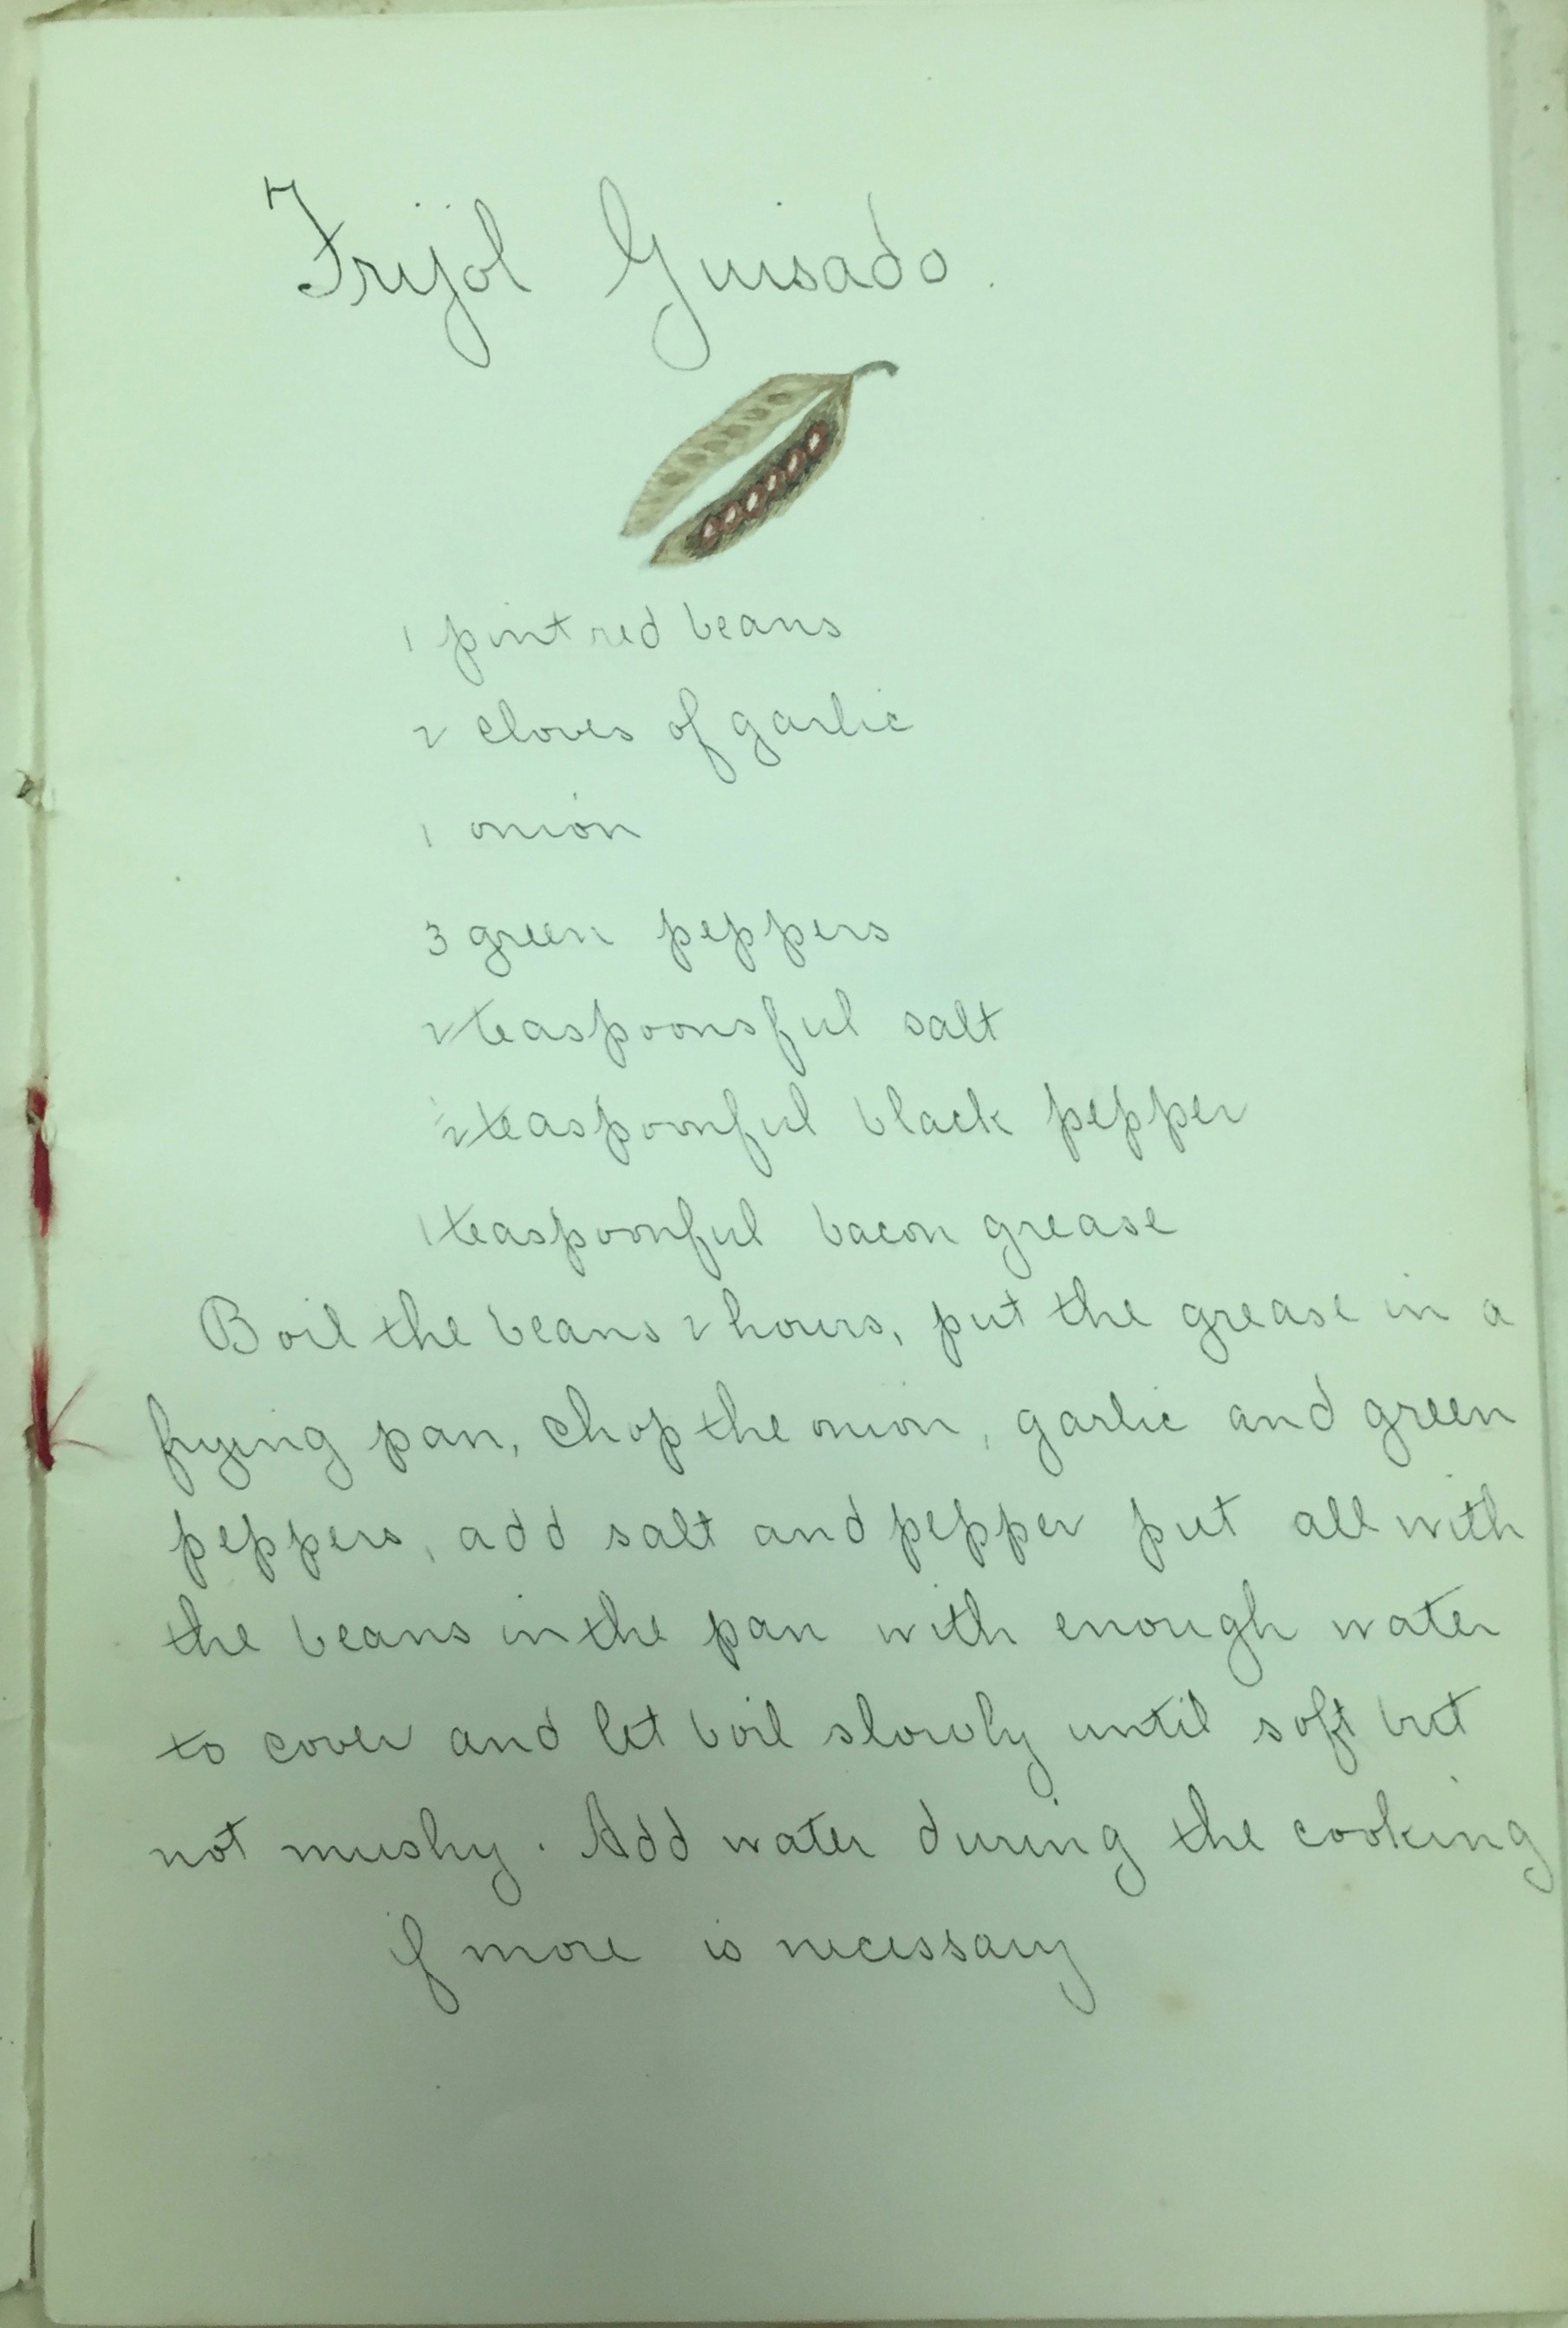 Frijol Guisado.
1 pint red beans
2 cloves of garlic
1 onion
3 green peppers
2 teaspoonsful salt
½ teaspoonful black pepper
1 teaspoonful bacon grease
Boil the beans 2 hours, put the grease in a
frying pan, chop the onion, garlic and green
peppers, add salt and pepper put all with
the beans in the pan with enough water
to cover and let boil slowly until soft but
not mushy. Add water during the cooking
if more is necessary